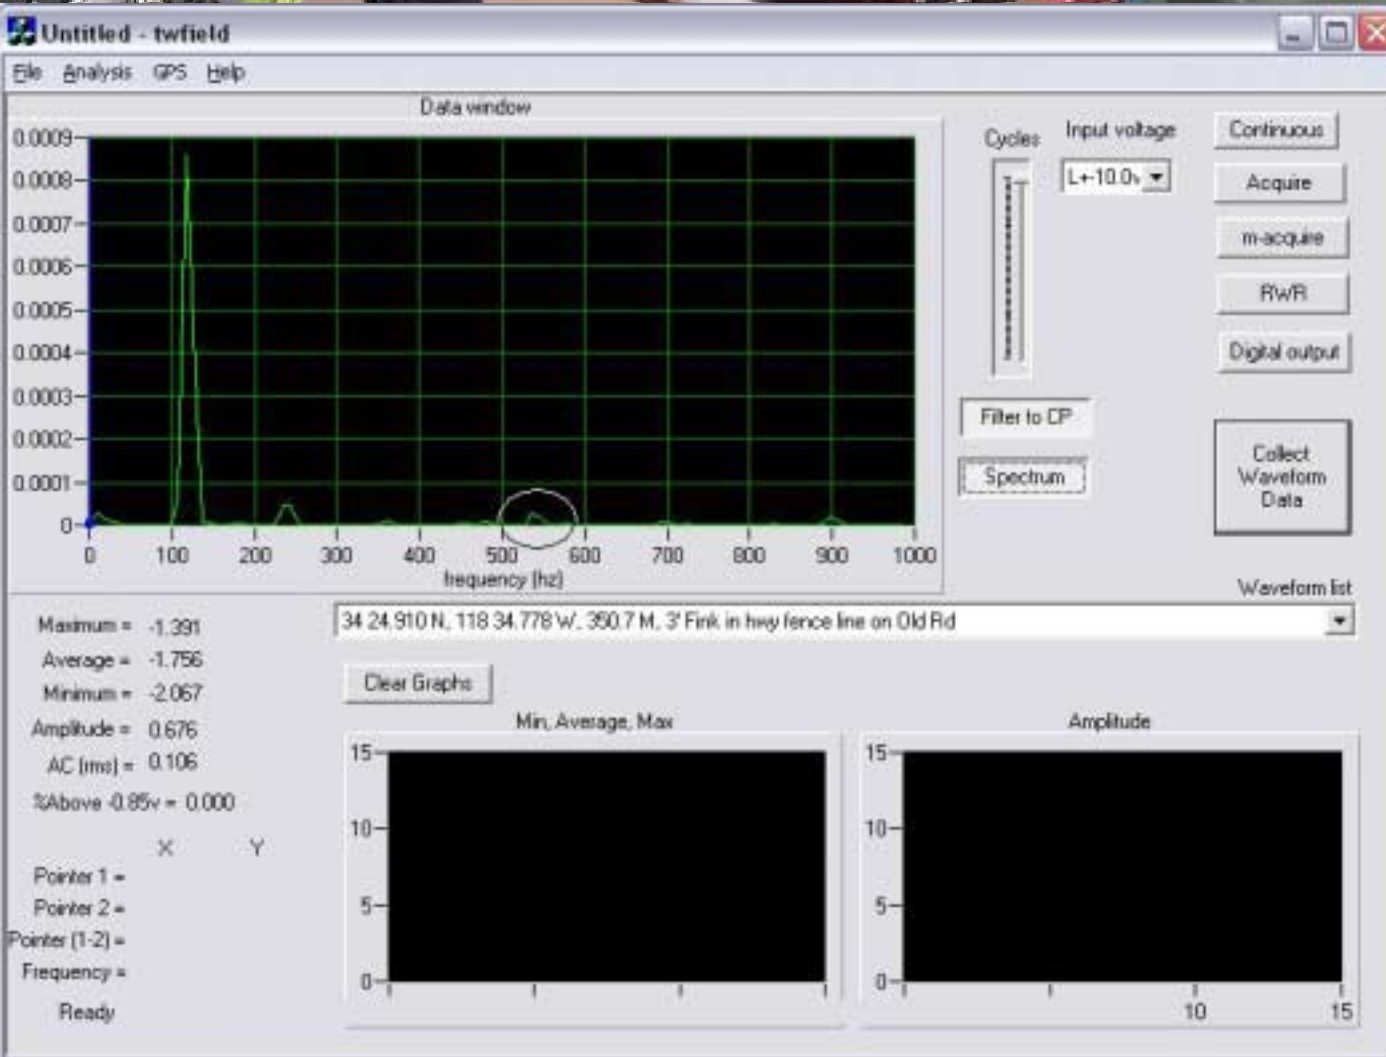 Untitled - twfield
File Analysis GPS Help
Data window
0.0009
0.0008
0.0007
0.0006
0.0005
0.0004
0.0003
0.0002
0.0001
0
0 100 200 300 400 500 600 700 800 900 1000
frequency (hz)
Cycles
Input voltage
L+-10.0v
Continuous
Acquire
m-acquire
RWR
Digital output
Filter to CP
Spectrum
Collect
Waveform
Data
Waveform list
34 24.910 N, 118 34.778 W, 350.7 M, 3' Fink in hwy fence line on Old Rd
Maximum = -1.391
Average = -1.756
Minimum = -2.067
Amplitude = 0.676
AC (rms) = 0.106
%Above -0.85v = 0.000
X Y
Pointer 1 =
Pointer 2 =
Pointer (1-2) =
Frequency =
Ready
Clear Graphs
Min, Average, Max
15
10
5
0
Amplitude
15
10
5
0
10 15